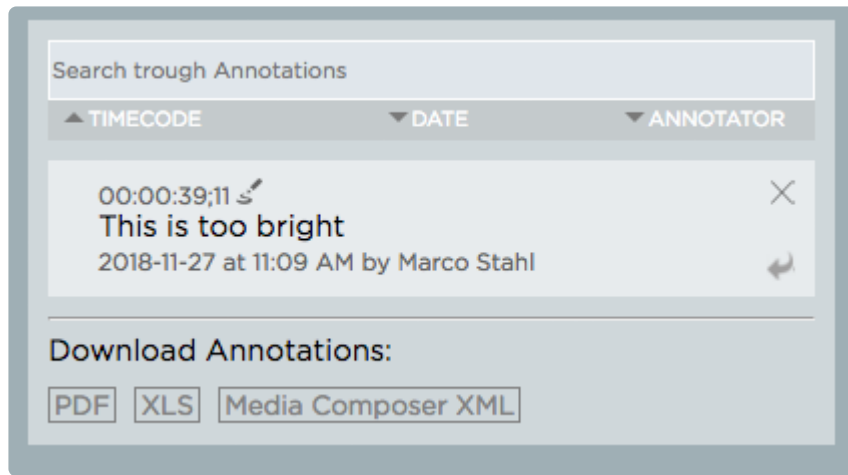 Search trough Annotations
TIMECODE DATE ANNOTATOR
00:00:39;11
This is too bright
2018-11-27 at 11:09 AM by Marco Stahl
Download Annotations:
PDF XLS Media Composer XML